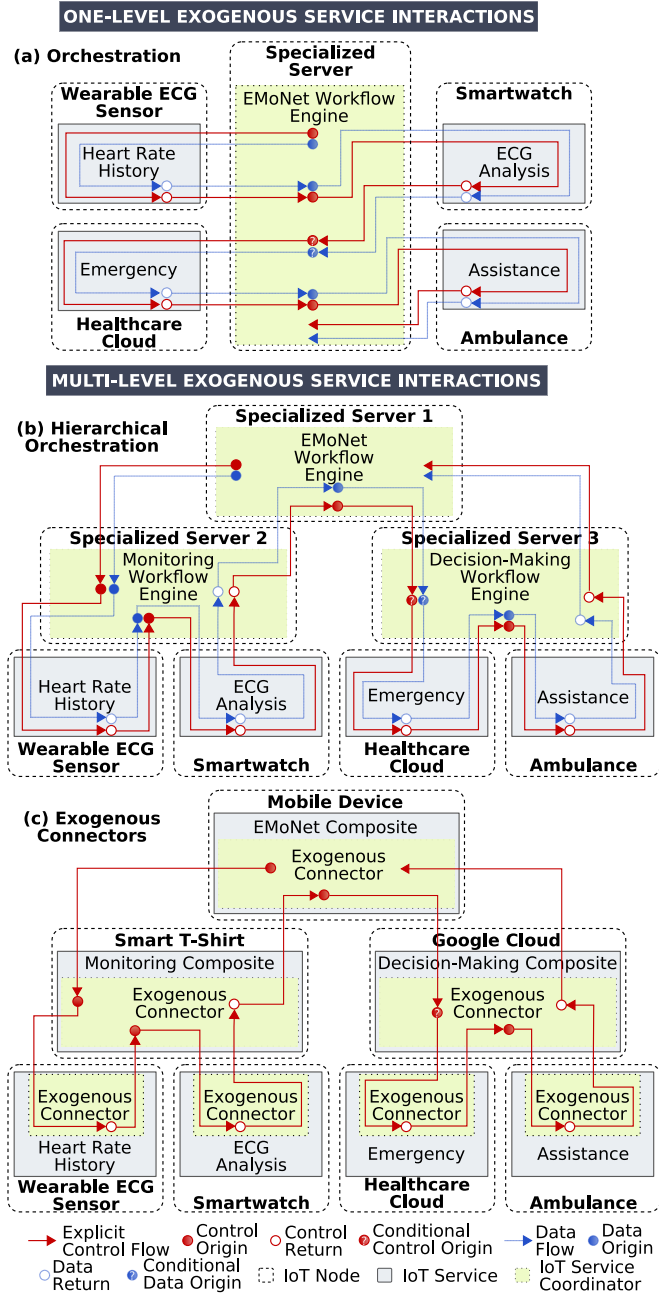 ONE-LEVEL EXOGENOUS SERVICE INTERACTIONS
(a) Orchestration
Specialized
Server
Wearable ECG
Sensor
EMoNet Workflow
Engine
Smartwatch
Heart Rate
History
ECG
Analysis
?
?
Emergency
Assistance
Healthcare
Cloud
Ambulance
MULTI-LEVEL EXOGENOUS SERVICE INTERACTIONS
(b) Hierarchical
Orchestration
Specialized Server 1
EMoNet
Workflow
Engine
Specialized Server 2
Monitoring
Workflow
Engine
Specialized Server 3
Decision-Making
Workflow
Engine
?
?
Heart Rate
History
ECG
Analysis
Emergency
Assistance
Wearable ECG
Sensor
Smartwatch
Healthcare
Cloud
Ambulance
(c) Exogenous
Connectors
Mobile Device
EMoNet Composite
Exogenous
Connector
Smart T-Shirt
Monitoring Composite
Exogenous
Connector
Google Cloud
Decision-Making Composite
Exogenous
Connector
?
Exogenous
Connector
Heart Rate
History
Exogenous
Connector
ECG
Analysis
Exogenous
Connector
Emergency
Exogenous
Connector
Assistance
Wearable ECG
Sensor
Smartwatch
Healthcare
Cloud
Ambulance
Explicit
Control Flow
Control
Origin
Control
Return
?
Conditional
Control Origin
Data
Flow
Data
Origin
Data
Return
?
Conditional
Data Origin
IoT Node
IoT Service
IoT Service
Coordinator